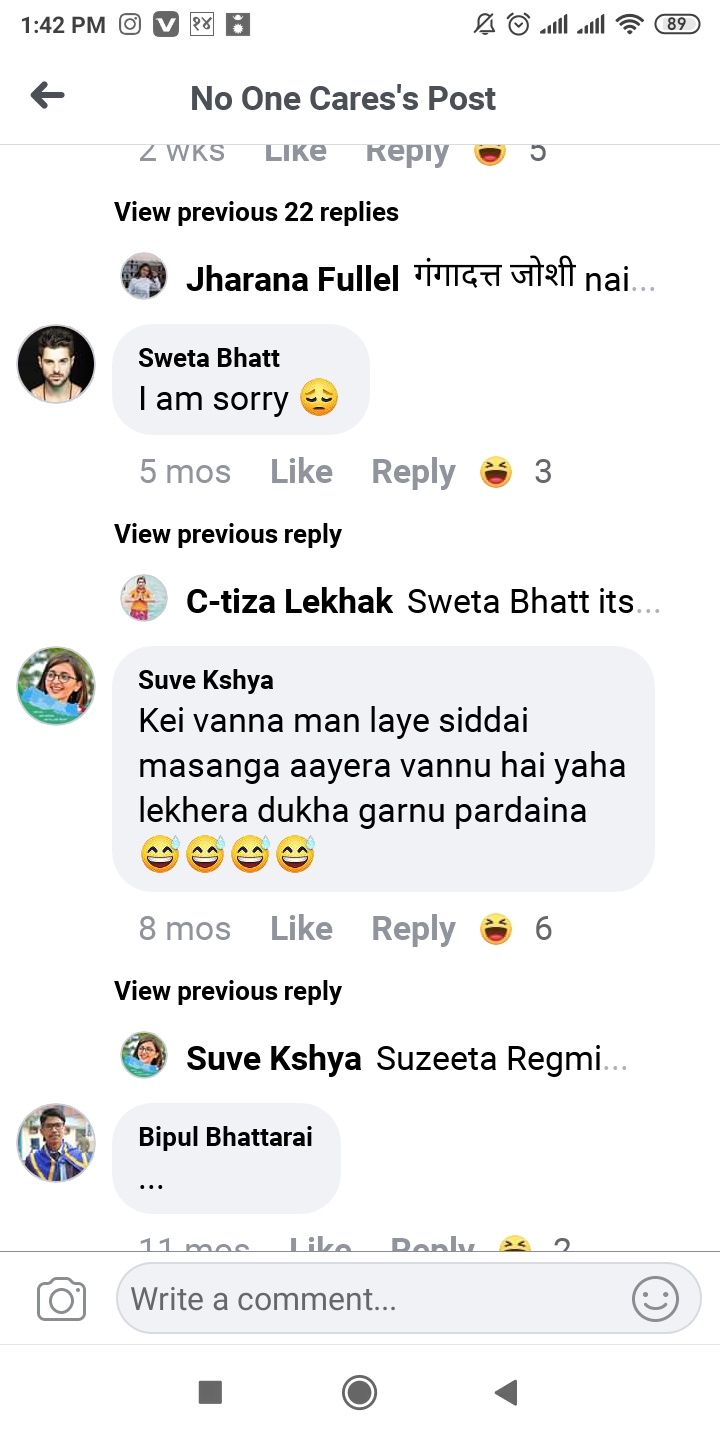 1:42 PM १४ 89
No One Cares's Post
2 wks Like Reply 5
View previous 22 replies
Jharana Fullel गंगादत्त जोशी nai...
Sweta Bhatt
I am sorry 😔
5 mos Like Reply 😆 3
View previous reply
C-tiza Lekhak Sweta Bhatt its...
Suve Kshya
Kei vanna man laye siddai
masanga aayera vannu hai yaha
lekhera dukha garnu pardaina
😅😅😅😅
8 mos Like Reply 😆 6
View previous reply
Suve Kshya Suzeeta Regmi...
Bipul Bhattarai
...
11 mos Like Reply 😆 2
Write a comment...